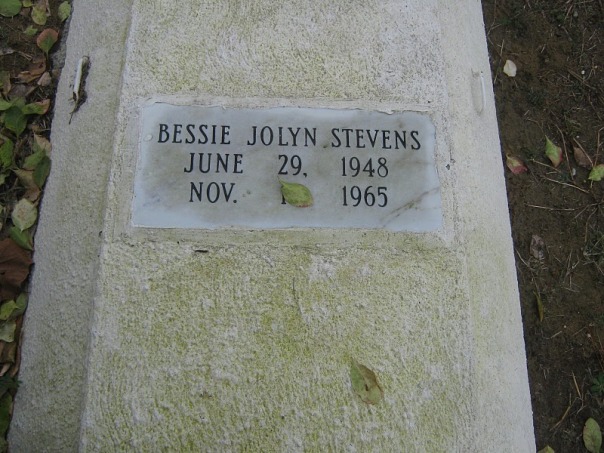 BESSIE JOLYN STEVENS
JUNE 29, 1948
NOV. 1965